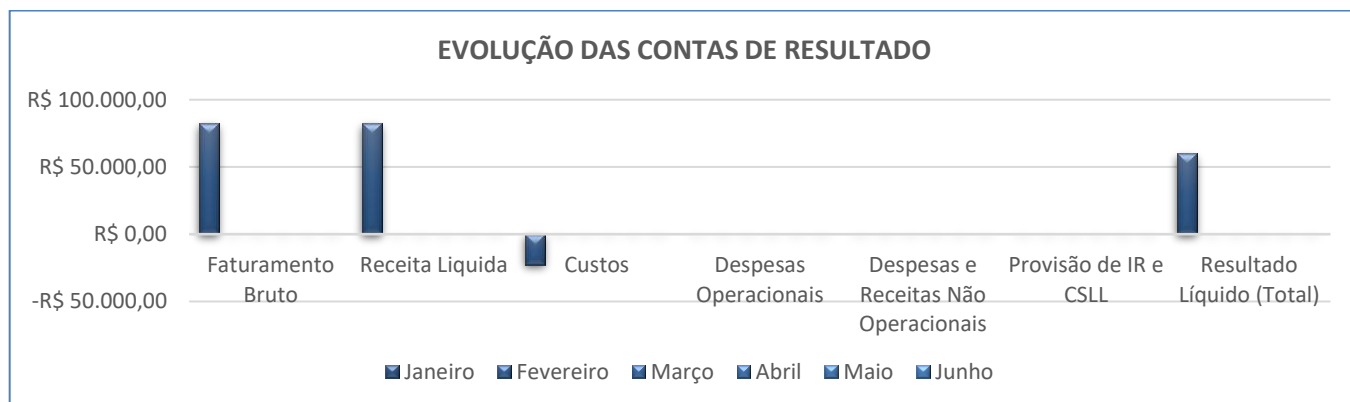 EVOLUÇÃO DAS CONTAS DE RESULTADO
R$ 100.000,00
R$ 50.000,00
R$ 0,00
-R$ 50.000,00
Faturamento
Bruto
Receita Liquida
Custos
Despesas
Operacionais
Despesas e
Receitas Não
Operacionais
Provisão de IR e
CSLL
Resultado
Líquido (Total)
Janeiro Fevereiro Março Abril Maio Junho